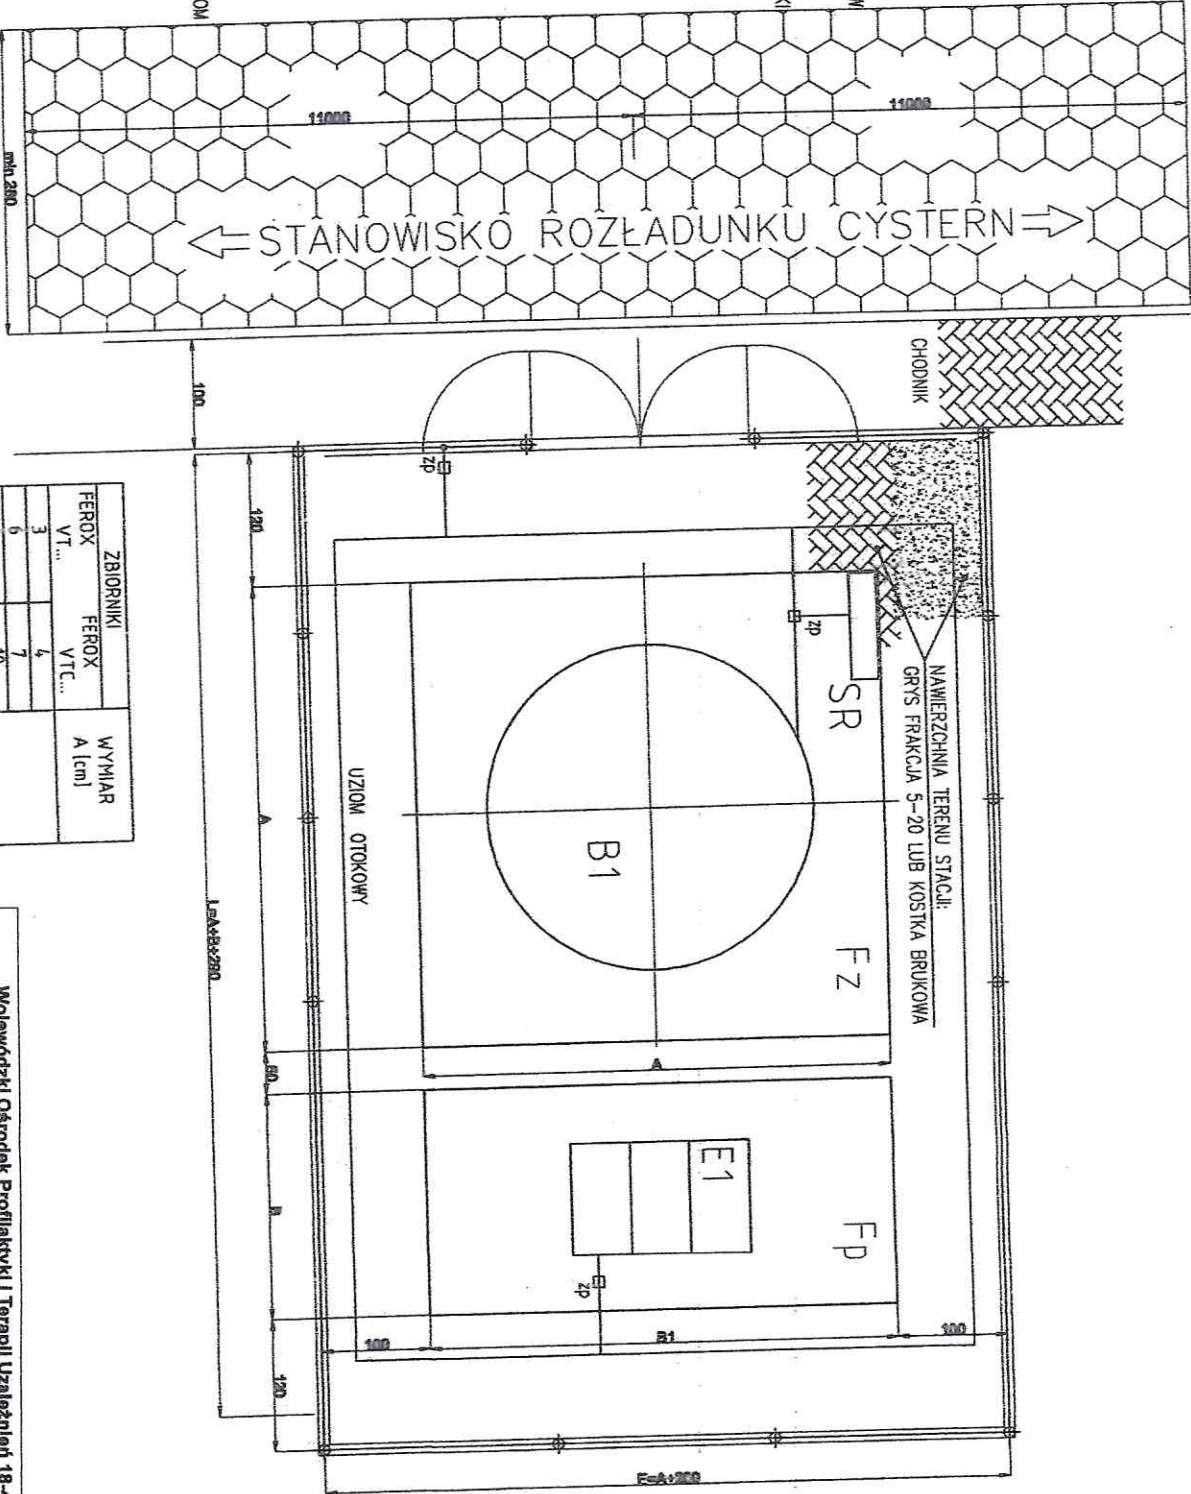 11000
11000
STANOWISKO ROZŁADUNKU CYSTERN
min 280
100
CHODNIK
zp
120
zp
SR
NAWIERZCHNIA TERENU STACJI:
GRYS FRAKCJA 5-20 LUB KOSTKA BRUKOWA
B1
Fz
UZIOM OTOKOWY
A
A
L=A+B+290
E1
Fp
zp
100
B1
100
120
E=A+200
ZBIORNIKI
WYMIAR
A [cm]
FEROX
VT...
FEROX
VTC...
3
4
6
7
Wojewódzki Ośrodek Profilaktyki i Terapii Uzależnień 18-